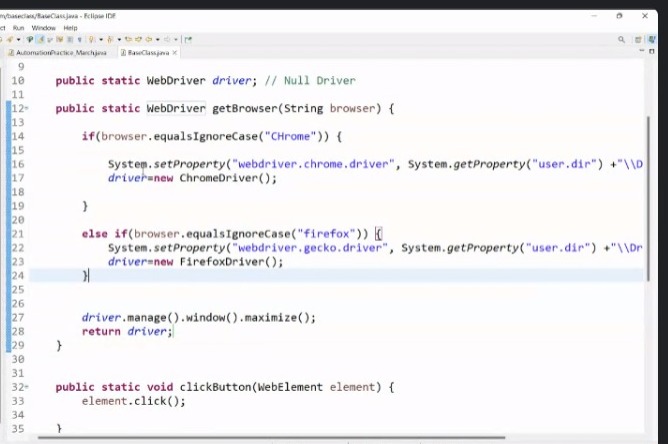 m/baseclass/BaseClass.java - Eclipse IDE
ct Run Window Help
AutomationPractice_March.java BaseClass.java
9
10 public static WebDriver driver; // Null Driver
11
12 public static WebDriver getBrowser(String browser) {
13
14 if(browser.equalsIgnoreCase("CHrome")) {
15
16 System.setProperty("webdriver.chrome.driver", System.getProperty("user.dir") +"\\D
17 driver=new ChromeDriver();
18
19 }
20
21 else if(browser.equalsIgnoreCase("firefox")) {
22 System.setProperty("webdriver.gecko.driver", System.getProperty("user.dir") +"\\Dr
23 driver=new FirefoxDriver();
24 }
25
26
27 driver.manage().window().maximize();
28 return driver;
29 }
30
31
32 public static void clickButton(WebElement element) {
33 element.click();
34
35 }